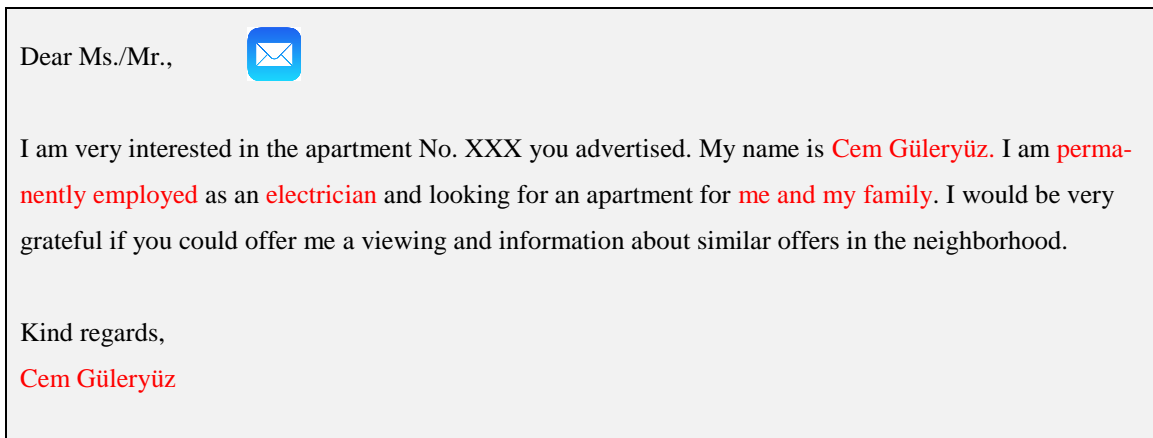 Dear Ms./Mr.,
I am very interested in the apartment No. XXX you advertised. My name is Cem Güleryüz. I am perma-
nently employed as an electrician and looking for an apartment for me and my family. I would be very
grateful if you could offer me a viewing and information about similar offers in the neighborhood.
Kind regards,
Cem Güleryüz